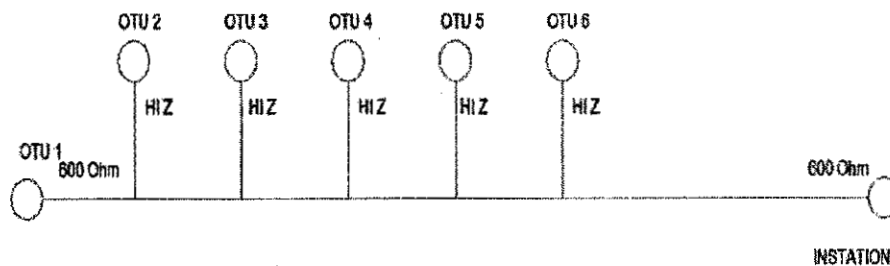 OTU 2
OTU 3
OTU 4
OTU 5
OTU 6
HI Z
HI Z
HI Z
HI Z
HI Z
OTU 1
600 Ohm
600 Ohm
INSTATION